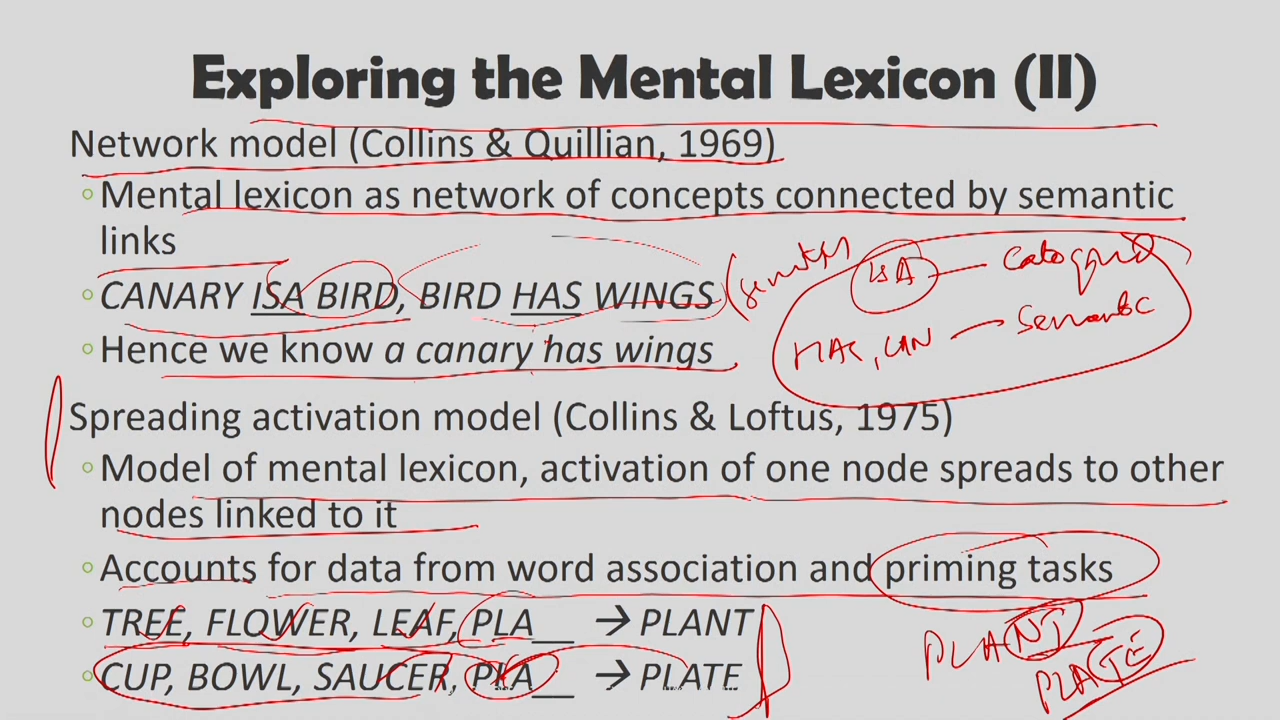 Exploring the Mental Lexicon (II)
Network model (Collins & Quillian, 1969)
◦Mental lexicon as network of concepts connected by semantic
links
◦CANARY ISA BIRD, BIRD HAS WINGS
ISA
◦Hence we know a canary has wings
HAS, CAN — Semantic
Spreading activation model (Collins & Loftus, 1975)
◦Model of mental lexicon, activation of one node spreads to other
nodes linked to it
◦Accounts for data from word association and priming tasks
◦TREE, FLOWER, LEAF, PLA__ → PLANT
PLANT
◦CUP, BOWL, SAUCER, PLA__ → PLATE
PLATE